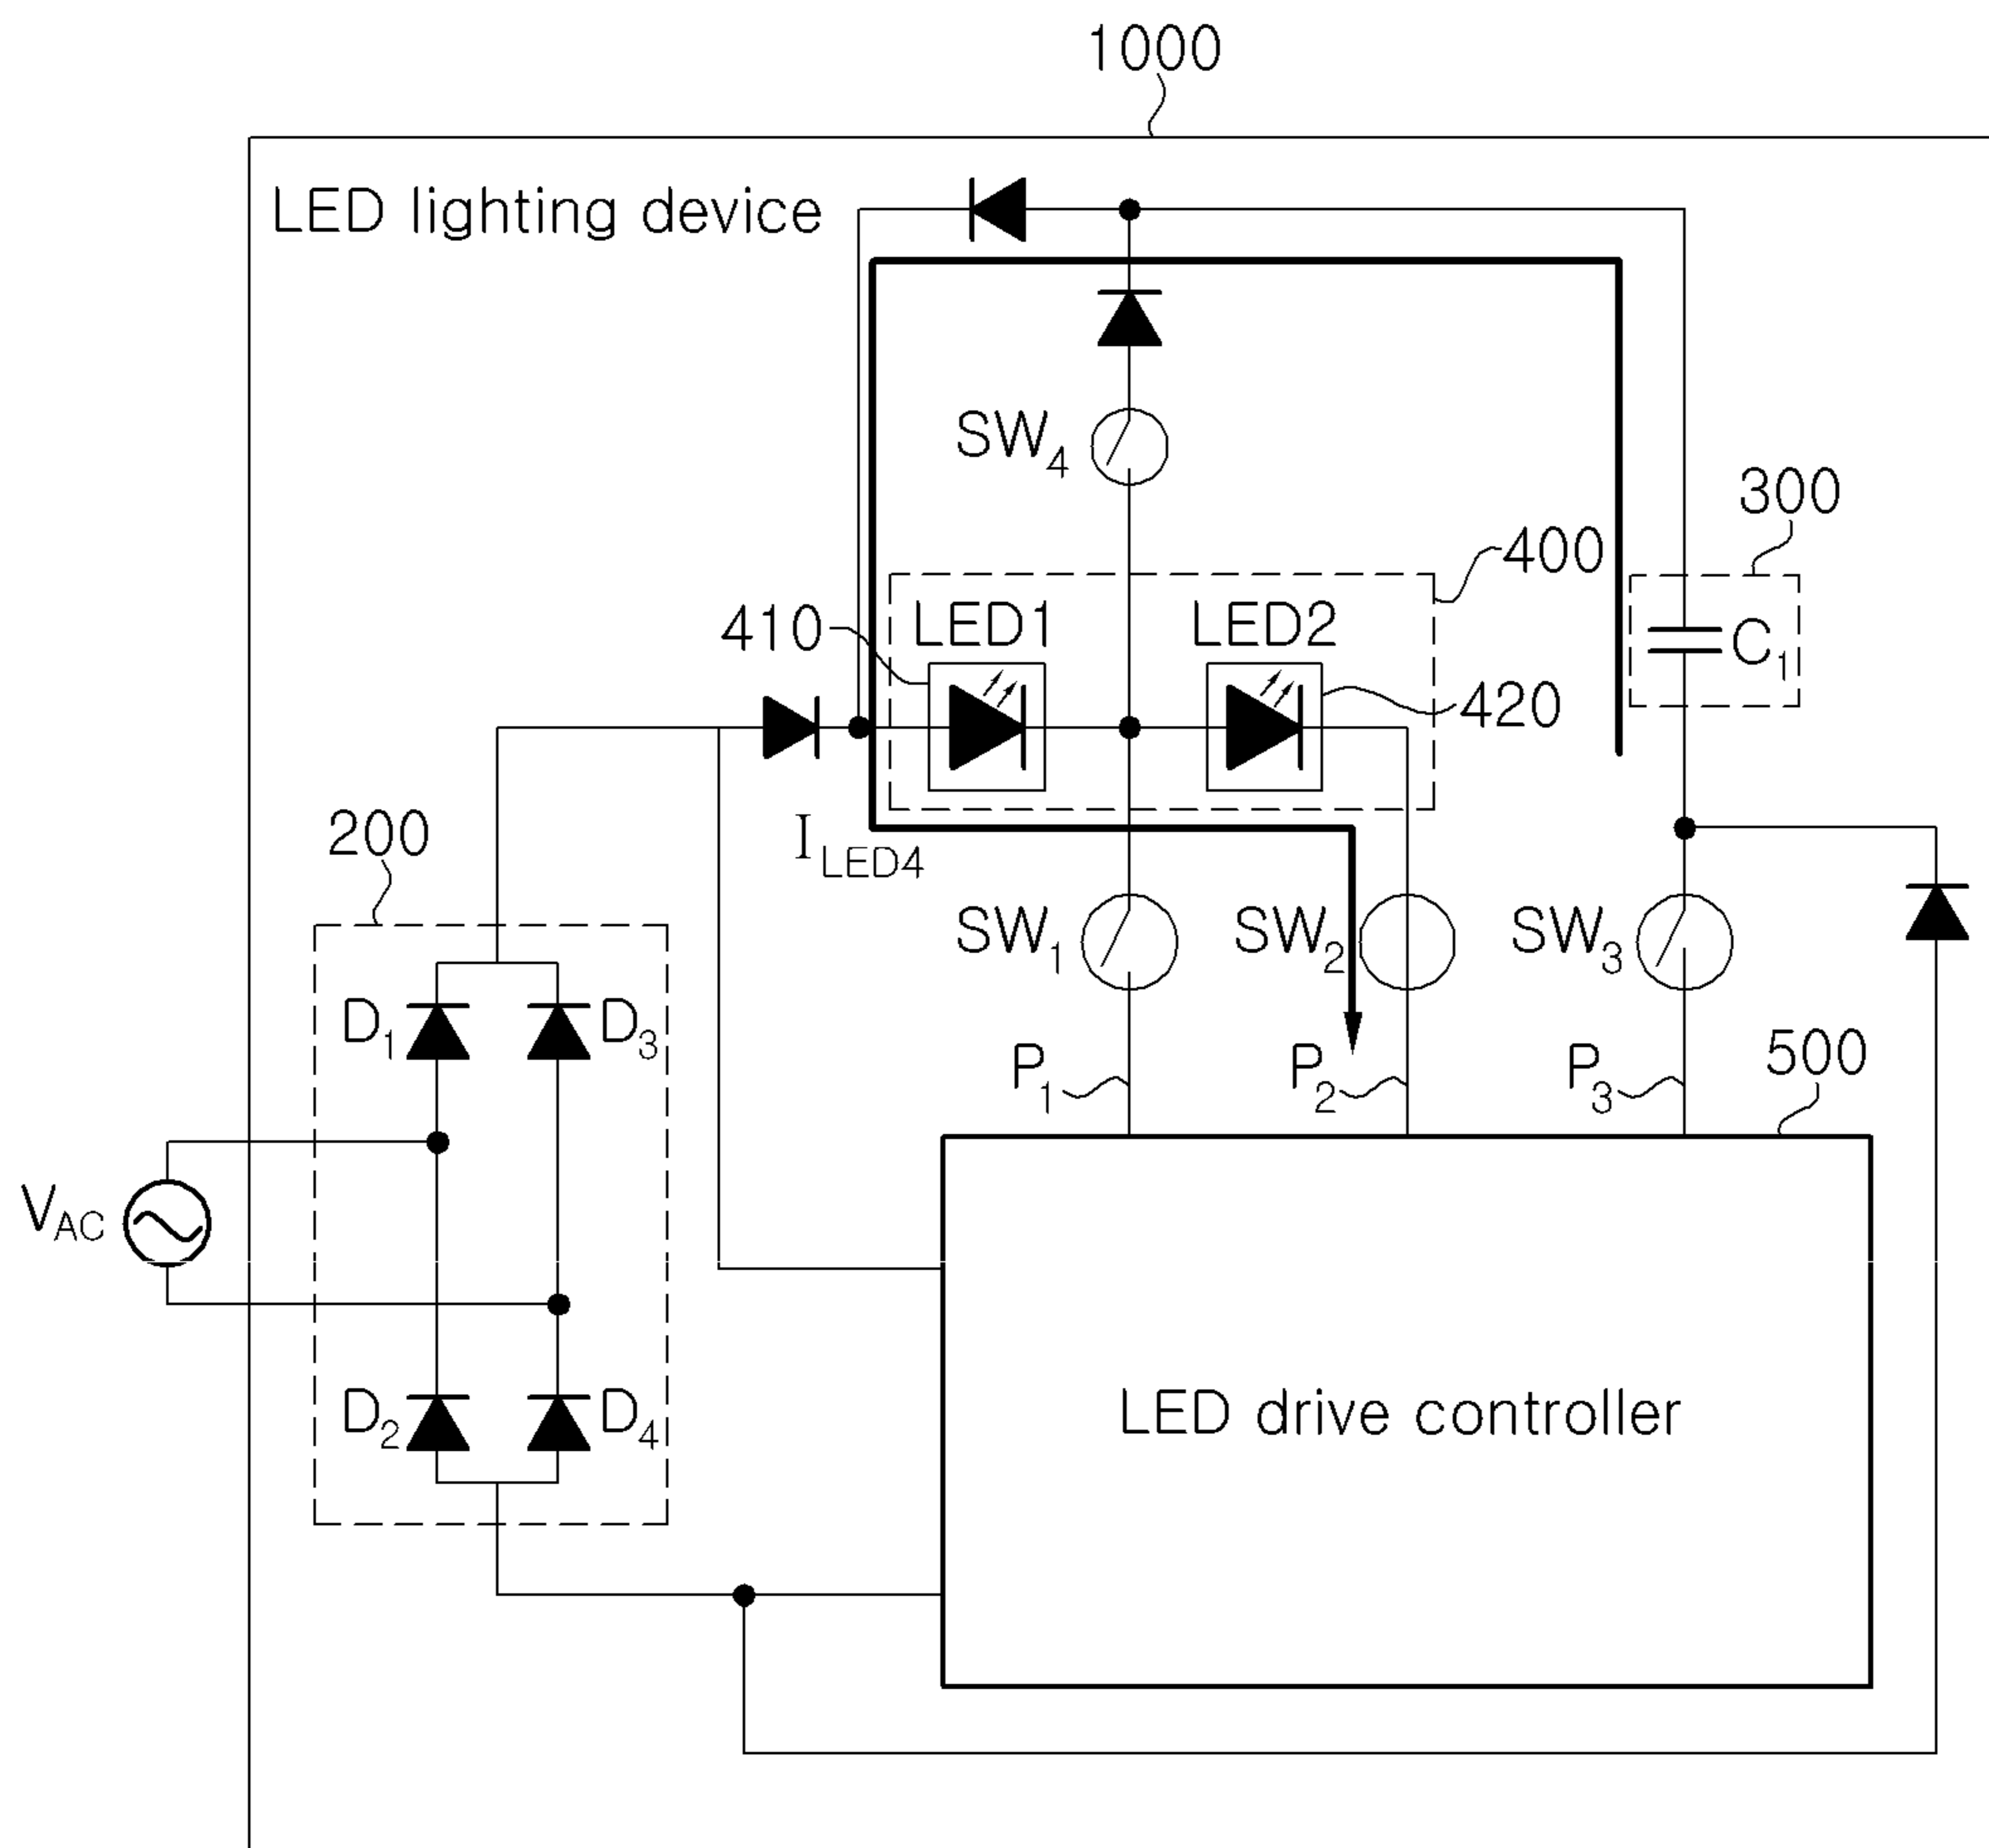 1000
LED lighting device
SW4
300
400
410
LED1
LED2
C1
420
200
ILED4
SW1
SW2
SW3
D1
D3
P1
P2
P3
500
VAC
D2
D4
LED drive controller